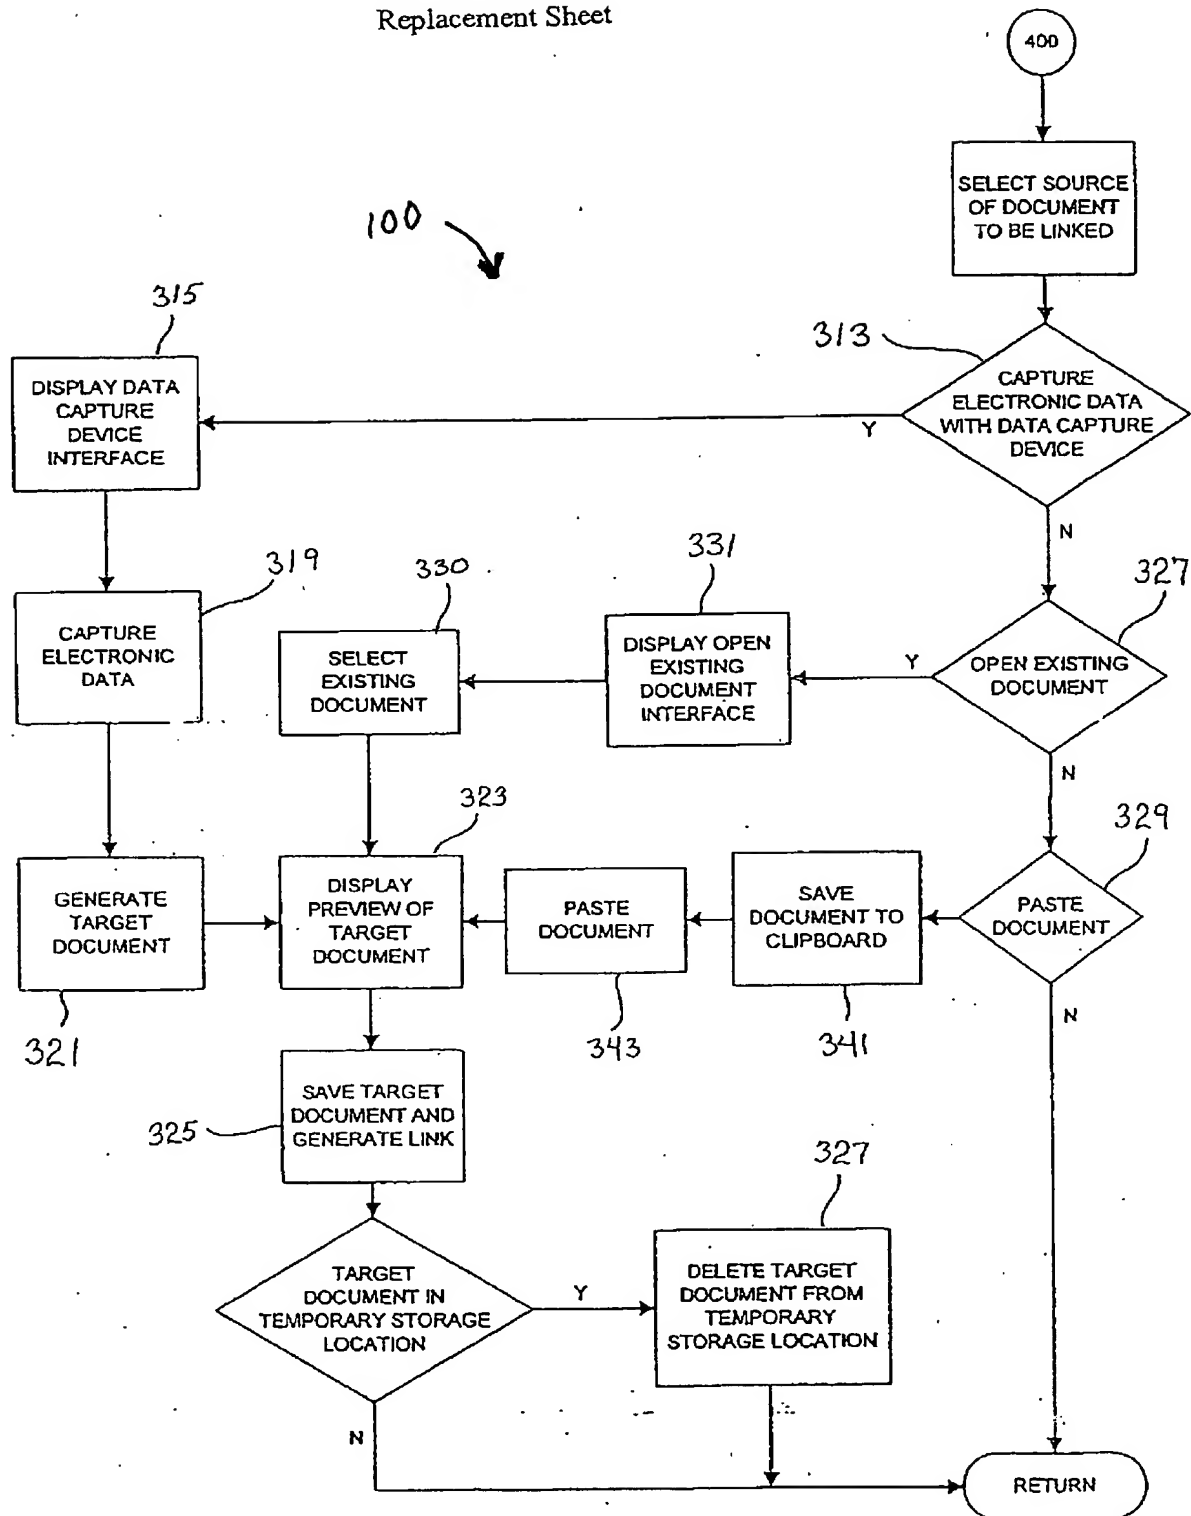 Replacement Sheet
400
SELECT SOURCE
OF DOCUMENT
TO BE LINKED
100
315
313
DISPLAY DATA
CAPTURE
DEVICE
INTERFACE
CAPTURE
ELECTRONIC DATA
WITH DATA CAPTURE
DEVICE
Y
N
319
330
331
327
CAPTURE
ELECTRONIC
DATA
SELECT
EXISTING
DOCUMENT
DISPLAY OPEN
EXISTING
DOCUMENT
INTERFACE
Y
OPEN EXISTING
DOCUMENT
N
323
329
GENERATE
TARGET
DOCUMENT
DISPLAY
PREVIEW OF
TARGET
DOCUMENT
PASTE
DOCUMENT
SAVE
DOCUMENT TO
CLIPBOARD
PASTE
DOCUMENT
N
321
343
341
SAVE TARGET
DOCUMENT AND
GENERATE LINK
325
327
TARGET
DOCUMENT IN
TEMPORARY STORAGE
LOCATION
Y
DELETE TARGET
DOCUMENT FROM
TEMPORARY
STORAGE LOCATION
N
RETURN